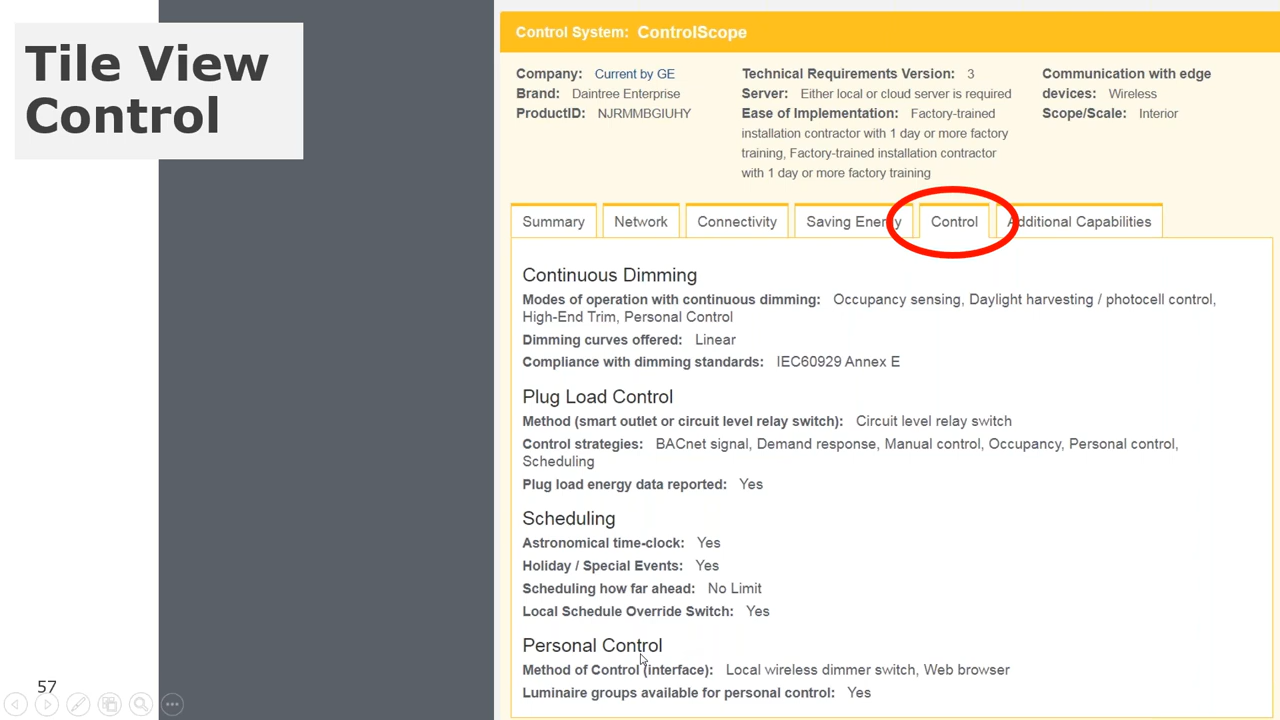 Tile View
Control
Control System: ControlScope
Company: Current by GE
Brand: Daintree Enterprise
ProductID: NJRMMBGIUHY
Technical Requirements Version: 3
Server: Either local or cloud server is required
Ease of Implementation: Factory-trained
installation contractor with 1 day or more factory
training, Factory-trained installation contractor
with 1 day or more factory training
Communication with edge
devices: Wireless
Scope/Scale: Interior
Summary
Network
Connectivity
Saving Energy
Control
Additional Capabilities
Continuous Dimming
Modes of operation with continuous dimming: Occupancy sensing, Daylight harvesting / photocell control,
High-End Trim, Personal Control
Dimming curves offered: Linear
Compliance with dimming standards: IEC60929 Annex E
Plug Load Control
Method (smart outlet or circuit level relay switch): Circuit level relay switch
Control strategies: BACnet signal, Demand response, Manual control, Occupancy, Personal control,
Scheduling
Plug load energy data reported: Yes
Scheduling
Astronomical time-clock: Yes
Holiday / Special Events: Yes
Scheduling how far ahead: No Limit
Local Schedule Override Switch: Yes
Personal Control
Method of Control (interface): Local wireless dimmer switch, Web browser
Luminaire groups available for personal control: Yes
57